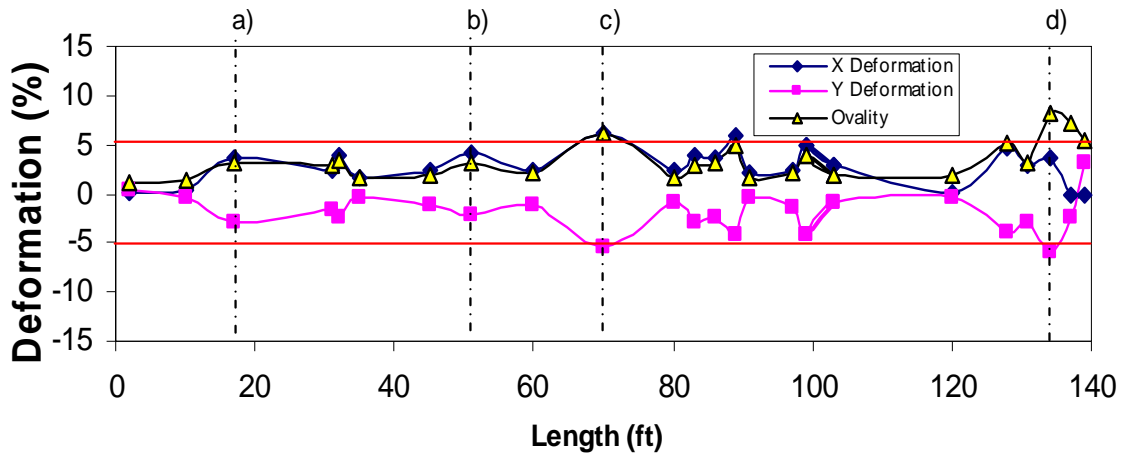 a) b) c) d)
Deformation (%)
15
10
5
0
-5
-10
-15
X Deformation
Y Deformation
Ovality
0 20 40 60 80 100 120 140
Length (ft)